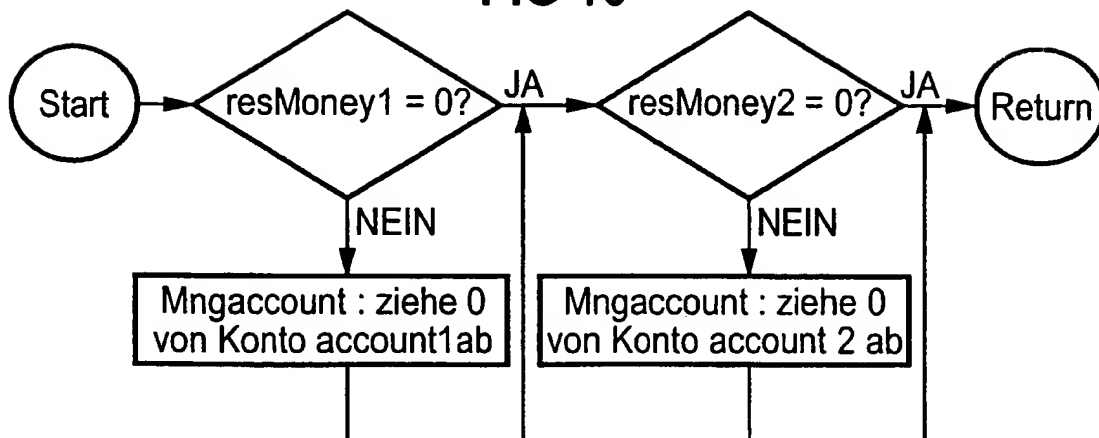 Start
resMoney1 = 0?
JA
resMoney2 = 0?
JA
Return
NEIN
NEIN
Mngaccount : ziehe 0
von Konto account1ab
Mngaccount : ziehe 0
von Konto account 2 ab